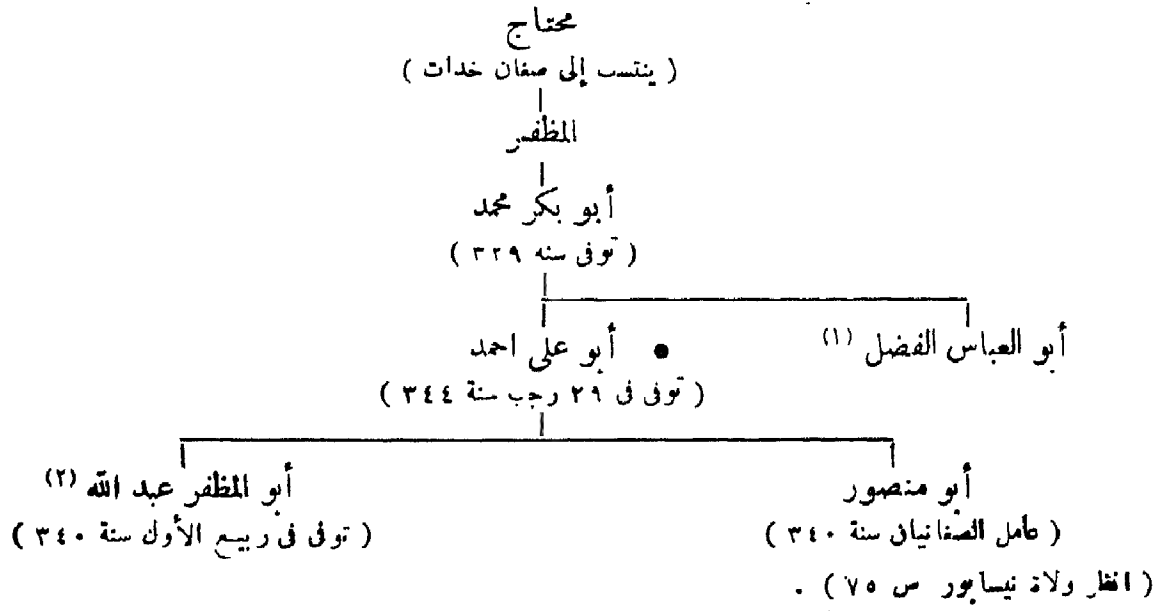 محتاج
( ينتسب إلى صفان خدات )
المظفر
أبو بكر محمد
( توفى سنه ٣٢٩ )
أبو العباس الفضل (١)
• أبو على احمد
( توفى فى ٢٩ رجب سنة ٣٤٤ )
أبو منصور
أبو المظفر عبد الله (٢)
( عامل الصغانيان سنة ٣٤٠ )
( توفى فى ربيع الأول سنة ٣٤٠ )
( انظر ولاة نيسابور ص ٧٥ ) .